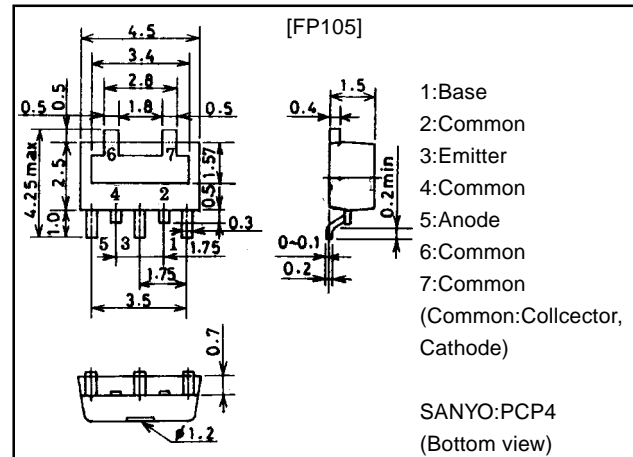 [FP105]
4.5
3.4
2.8
0.5
0.5
1.8
0.5
6
7
4.25max
2.5
1.57
4
2
0.5
1.0
0.3
5
3
1
1.75
1.75
3.5
1.5
0.4
0.2min
0~0.1
0.2
0.7
ø1.2
1:Base
2:Common
3:Emitter
4:Common
5:Anode
6:Common
7:Common
(Common:Collcector,
Cathode)
SANYO:PCP4
(Bottom view)